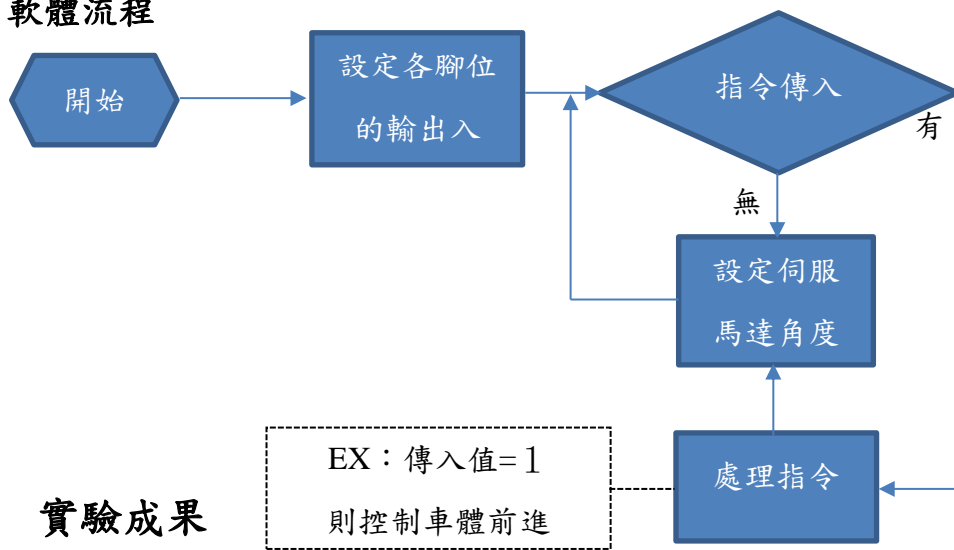 軟體流程
開始
設定各腳位
的輸出入
指令傳入
有
無
設定伺服
馬達角度
處理指令
EX：傳入值=1
則控制車體前進
實驗成果